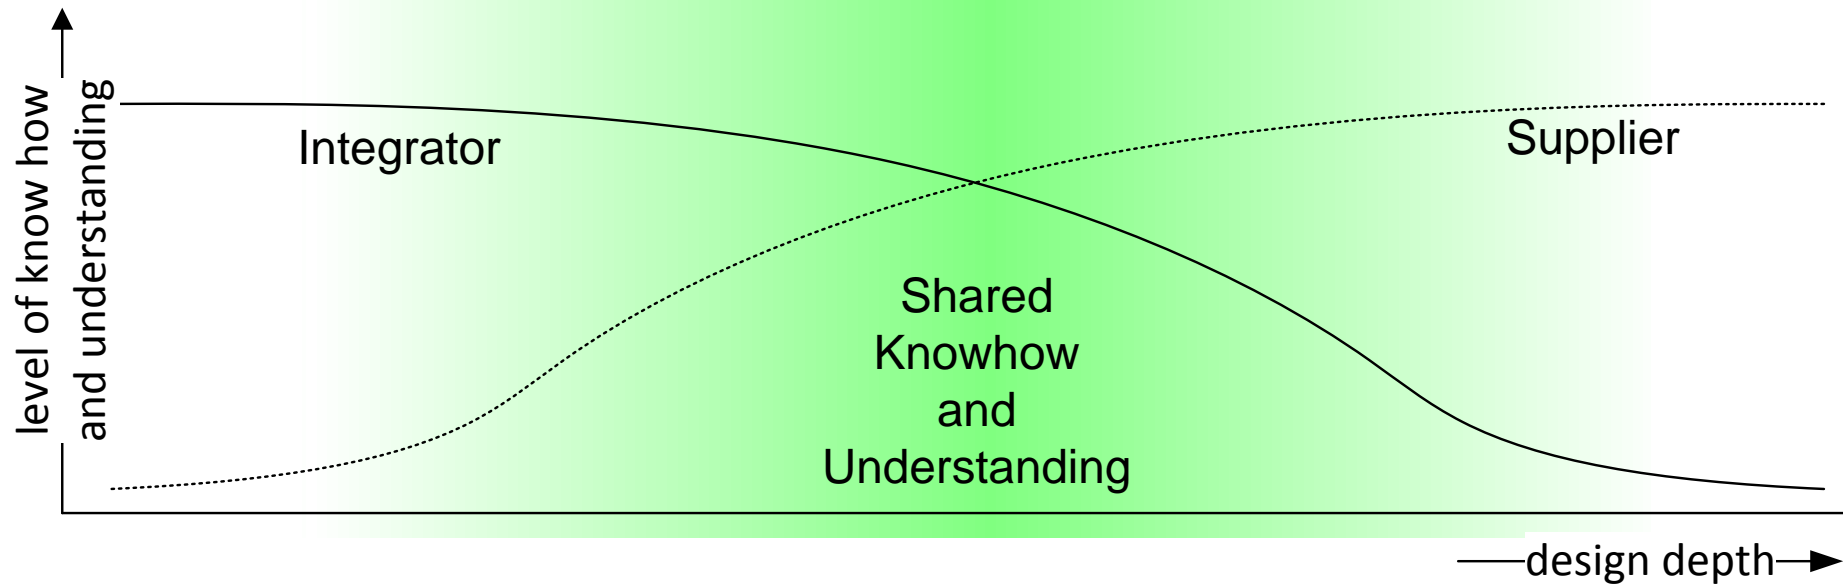 level of know how
and understanding
Integrator
Supplier
Shared
Knowhow
and
Understanding
design depth